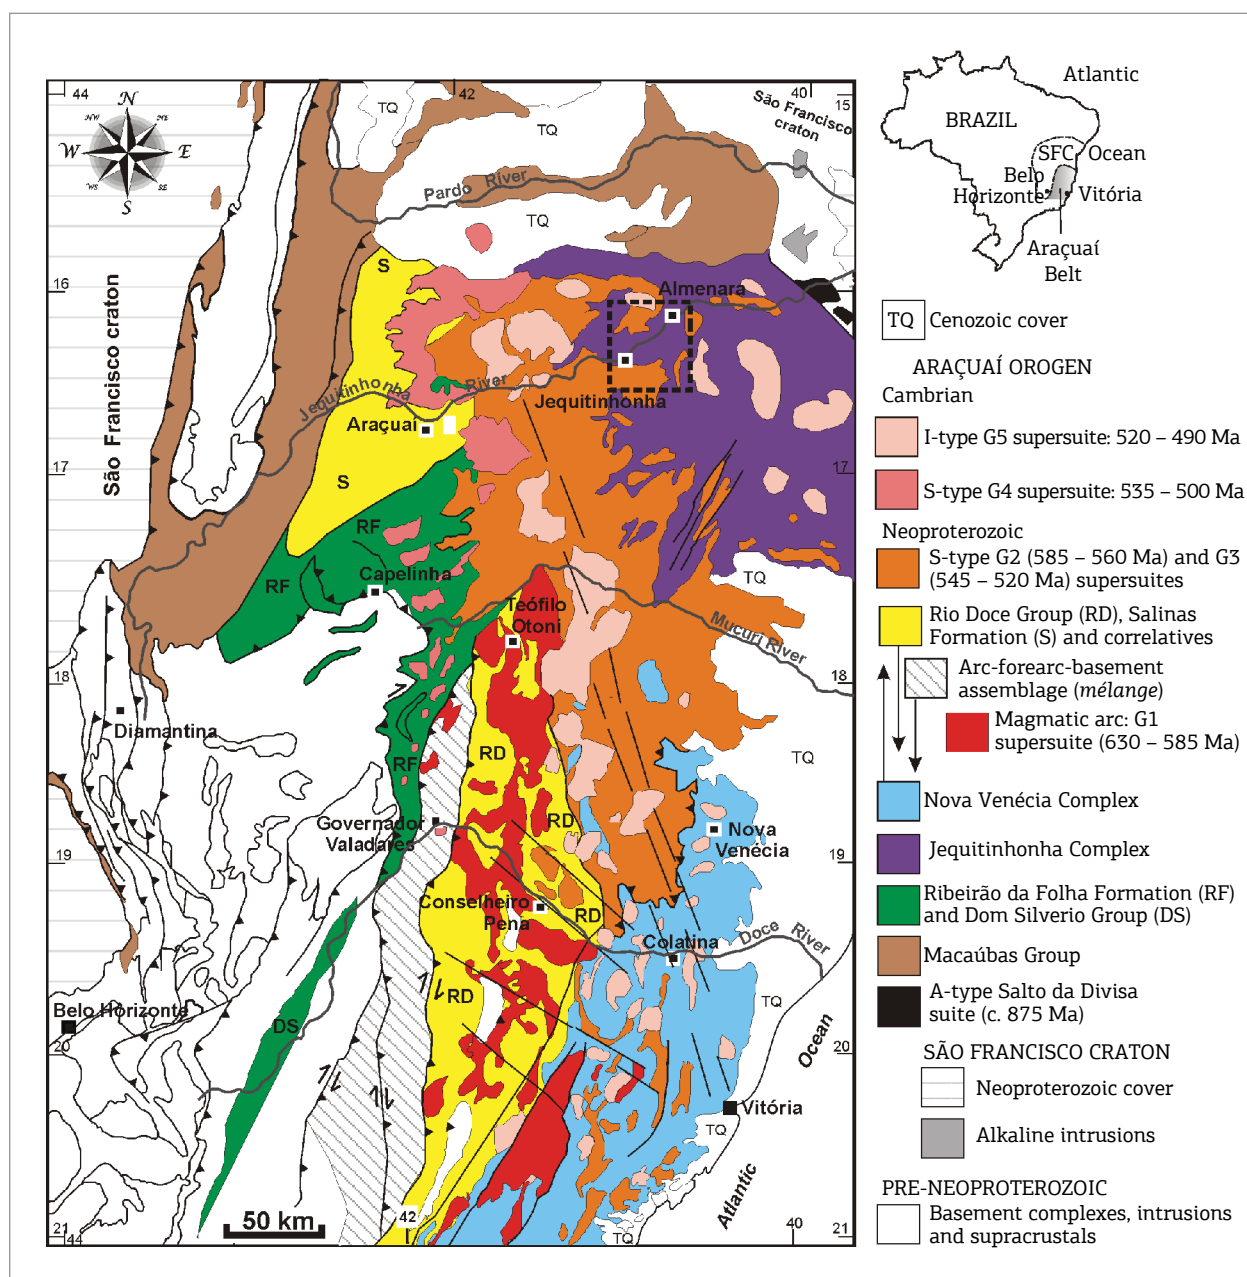 44
42
40
15
N
NW
NE
W
E
WS
SE
S
TQ
TQ
São Francisco
craton
Pardo River
TQ
S
São Francisco craton
16
Almenara
Jequitinhonha River
Jequitinhonha
Araçuaí
S
17
17
RF
RF
Capelinha
TQ
Teófilo
Otoni
Mucuri River
18
18
Diamantina
RD
RF
TQ
Governador
Valadares
RD
Nova
Venécia
19
19
Conselheiro
Pena
RD
Colatina
Doce River
RD
TQ
Belo Horizonte
DS
20
20
Ocean
Vitória
TQ
Atlantic
50 km
42
21
44
TQ
40
21
Atlantic
BRAZIL
SFC
Ocean
Belo
Horizonte
Vitória
Araçuaí
Belt
TQ Cenozoic cover
ARAÇUAÍ OROGEN
Cambrian
I-type G5 supersuite: 520 – 490 Ma
S-type G4 supersuite: 535 – 500 Ma
Neoproterozoic
S-type G2 (585 – 560 Ma) and G3
(545 – 520 Ma) supersuites
Rio Doce Group (RD), Salinas
Formation (S) and correlatives
Arc-forearc-basement
assemblage (mélange)
Magmatic arc: G1
supersuite (630 – 585 Ma)
Nova Venécia Complex
Jequitinhonha Complex
Ribeirão da Folha Formation (RF)
and Dom Silverio Group (DS)
Macaúbas Group
A-type Salto da Divisa
suite (c. 875 Ma)
SÃO FRANCISCO CRATON
Neoproterozoic cover
Alkaline intrusions
PRE-NEOPROTEROZOIC
Basement complexes, intrusions
and supracrustals